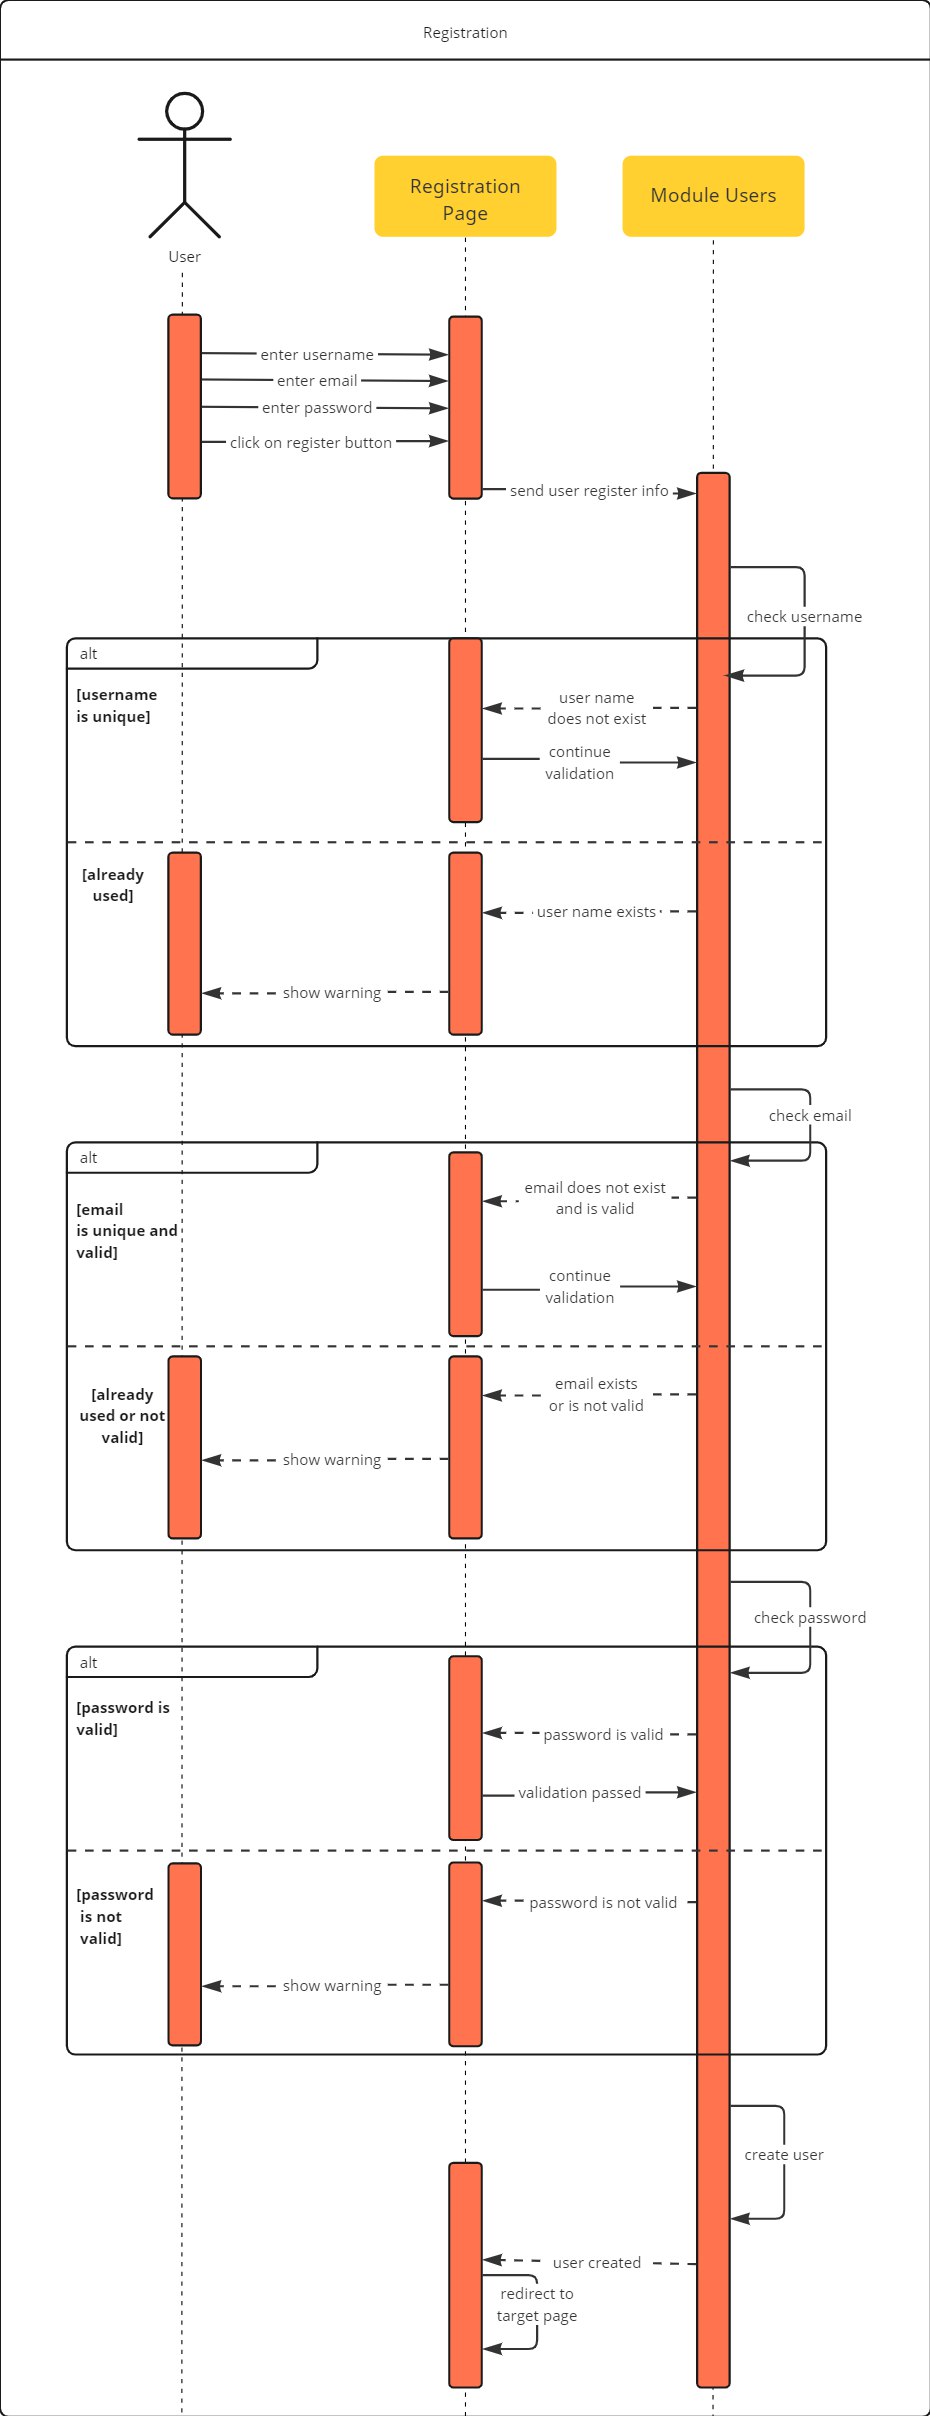 Registration
Registration
Page
Module Users
User
enter username
enter email
enter password
click on register button
send user register info
check username
alt
[username
is unique]
user name
does not exist
continue
validation
[already
used]
user name exists
show warning
check email
alt
email does not exist
and is valid
[email
is unique and
valid]
continue
validation
email exists
or is not valid
[already
used or not
valid]
show warning
check password
alt
[password is
valid]
password is valid
validation passed
[password
is not
valid]
password is not valid
show warning
create user
user created
redirect to
target page